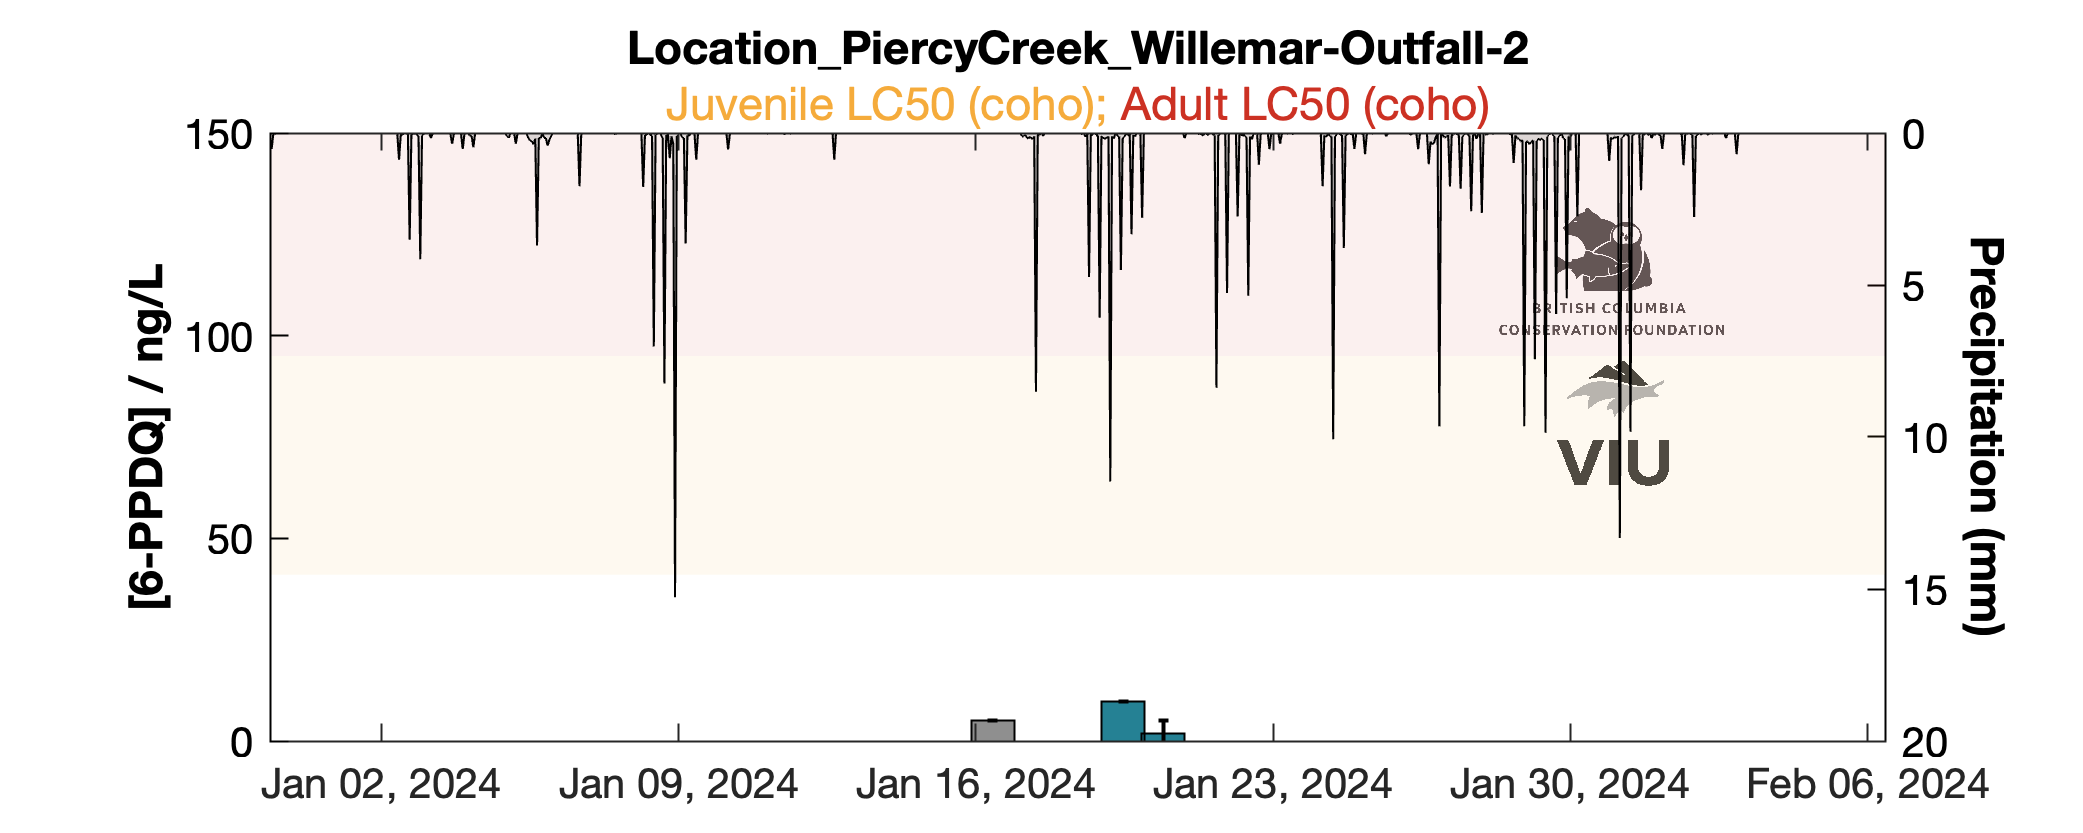 Location_PiercyCreek_Willemar-Outfall-2
Juvenile LC50 (coho); Adult LC50 (coho)
[6-PPDQ] / ng/L
150
100
50
0
0
5
10
15
20
Precipitation (mm)
BRITISH COLUMBIA
CONSERVATION FOUNDATION
VIU
Jan 02, 2024
Jan 09, 2024
Jan 16, 2024
Jan 23, 2024
Jan 30, 2024
Feb 06, 2024